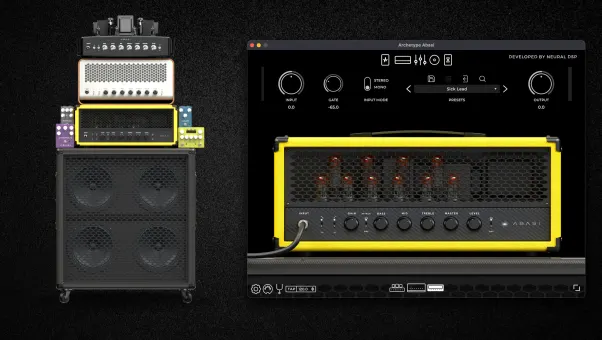 Archetype Abasi
DEVELOPED BY NEURAL DSP
STEREO
MONO
Sick Lead
INPUT
GATE
INPUT MODE
PRESETS
OUTPUT
0.0
-65.0
0.0
INPUT
GAIN
BASS
MID
TREBLE
MASTER
LEVEL
ABASI
TAP